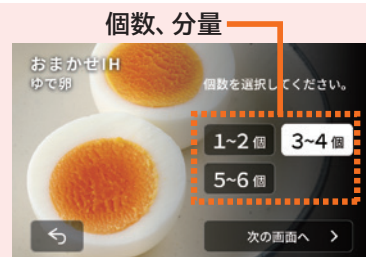 個数、分量
おまかせIH
ゆで卵
個数を選択してください。
1~2 個
3~4 個
5~6 個
次の画面へ